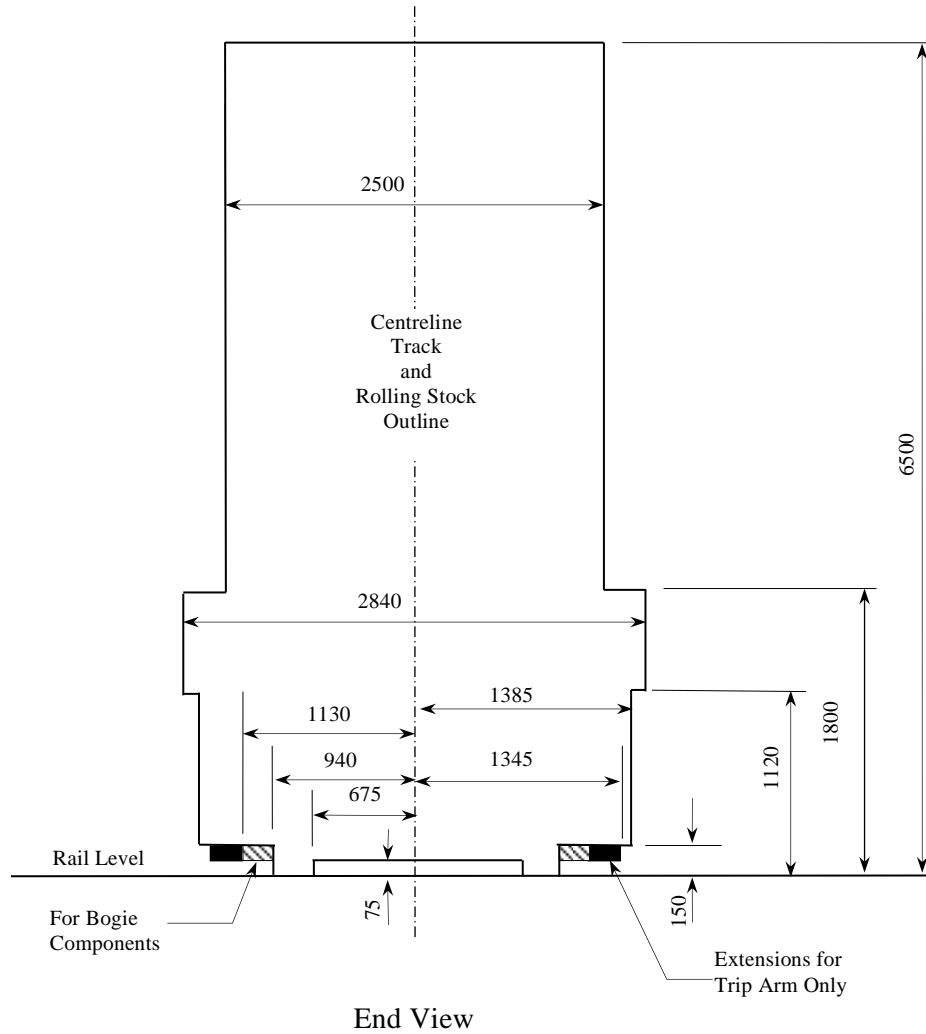 2500
Centreline
Track
and
Rolling Stock
Outline
6500
2840
1385
1130
1800
1120
940
1345
675
Rail Level
75
150
For Bogie
Components
Extensions for
Trip Arm Only
End View